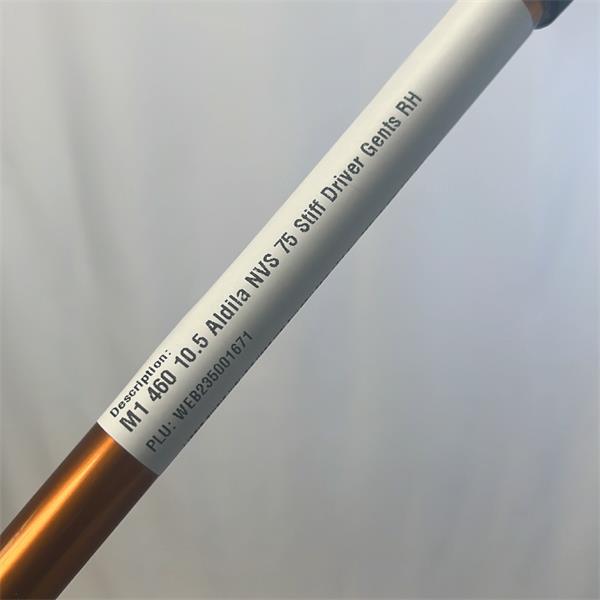 Description:
M1 460 10.5 Aldila NVS 75 Stiff Driver Gents RH
PLU: WEB235001671